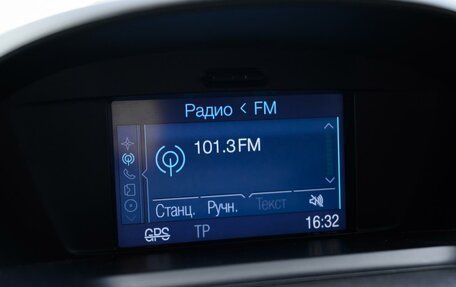 Радио < FM
101.3 FM
Станц. Ручн. Текст
GPS TP 16:32